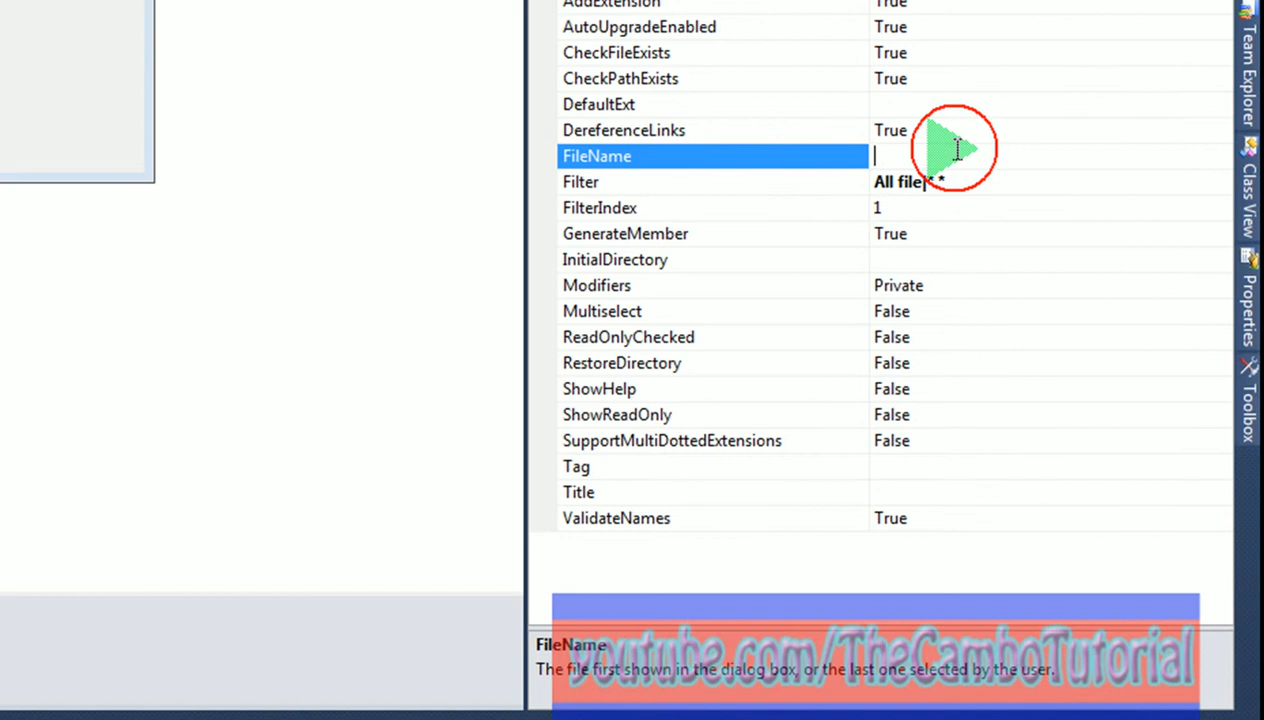 AddExtension True
AutoUpgradeEnabled True
CheckFileExists True
CheckPathExists True
DefaultExt
DereferenceLinks True
FileName
Filter All file|*.*
FilterIndex 1
GenerateMember True
InitialDirectory
Modifiers Private
Multiselect False
ReadOnlyChecked False
RestoreDirectory False
ShowHelp False
ShowReadOnly False
SupportMultiDottedExtensions False
Tag
Title
ValidateNames True
FileName
The file first shown in the dialog box, or the last one selected by the user.
youtube.com/TheCamboTutorial
Team Explorer
Class View
Properties
Toolbox